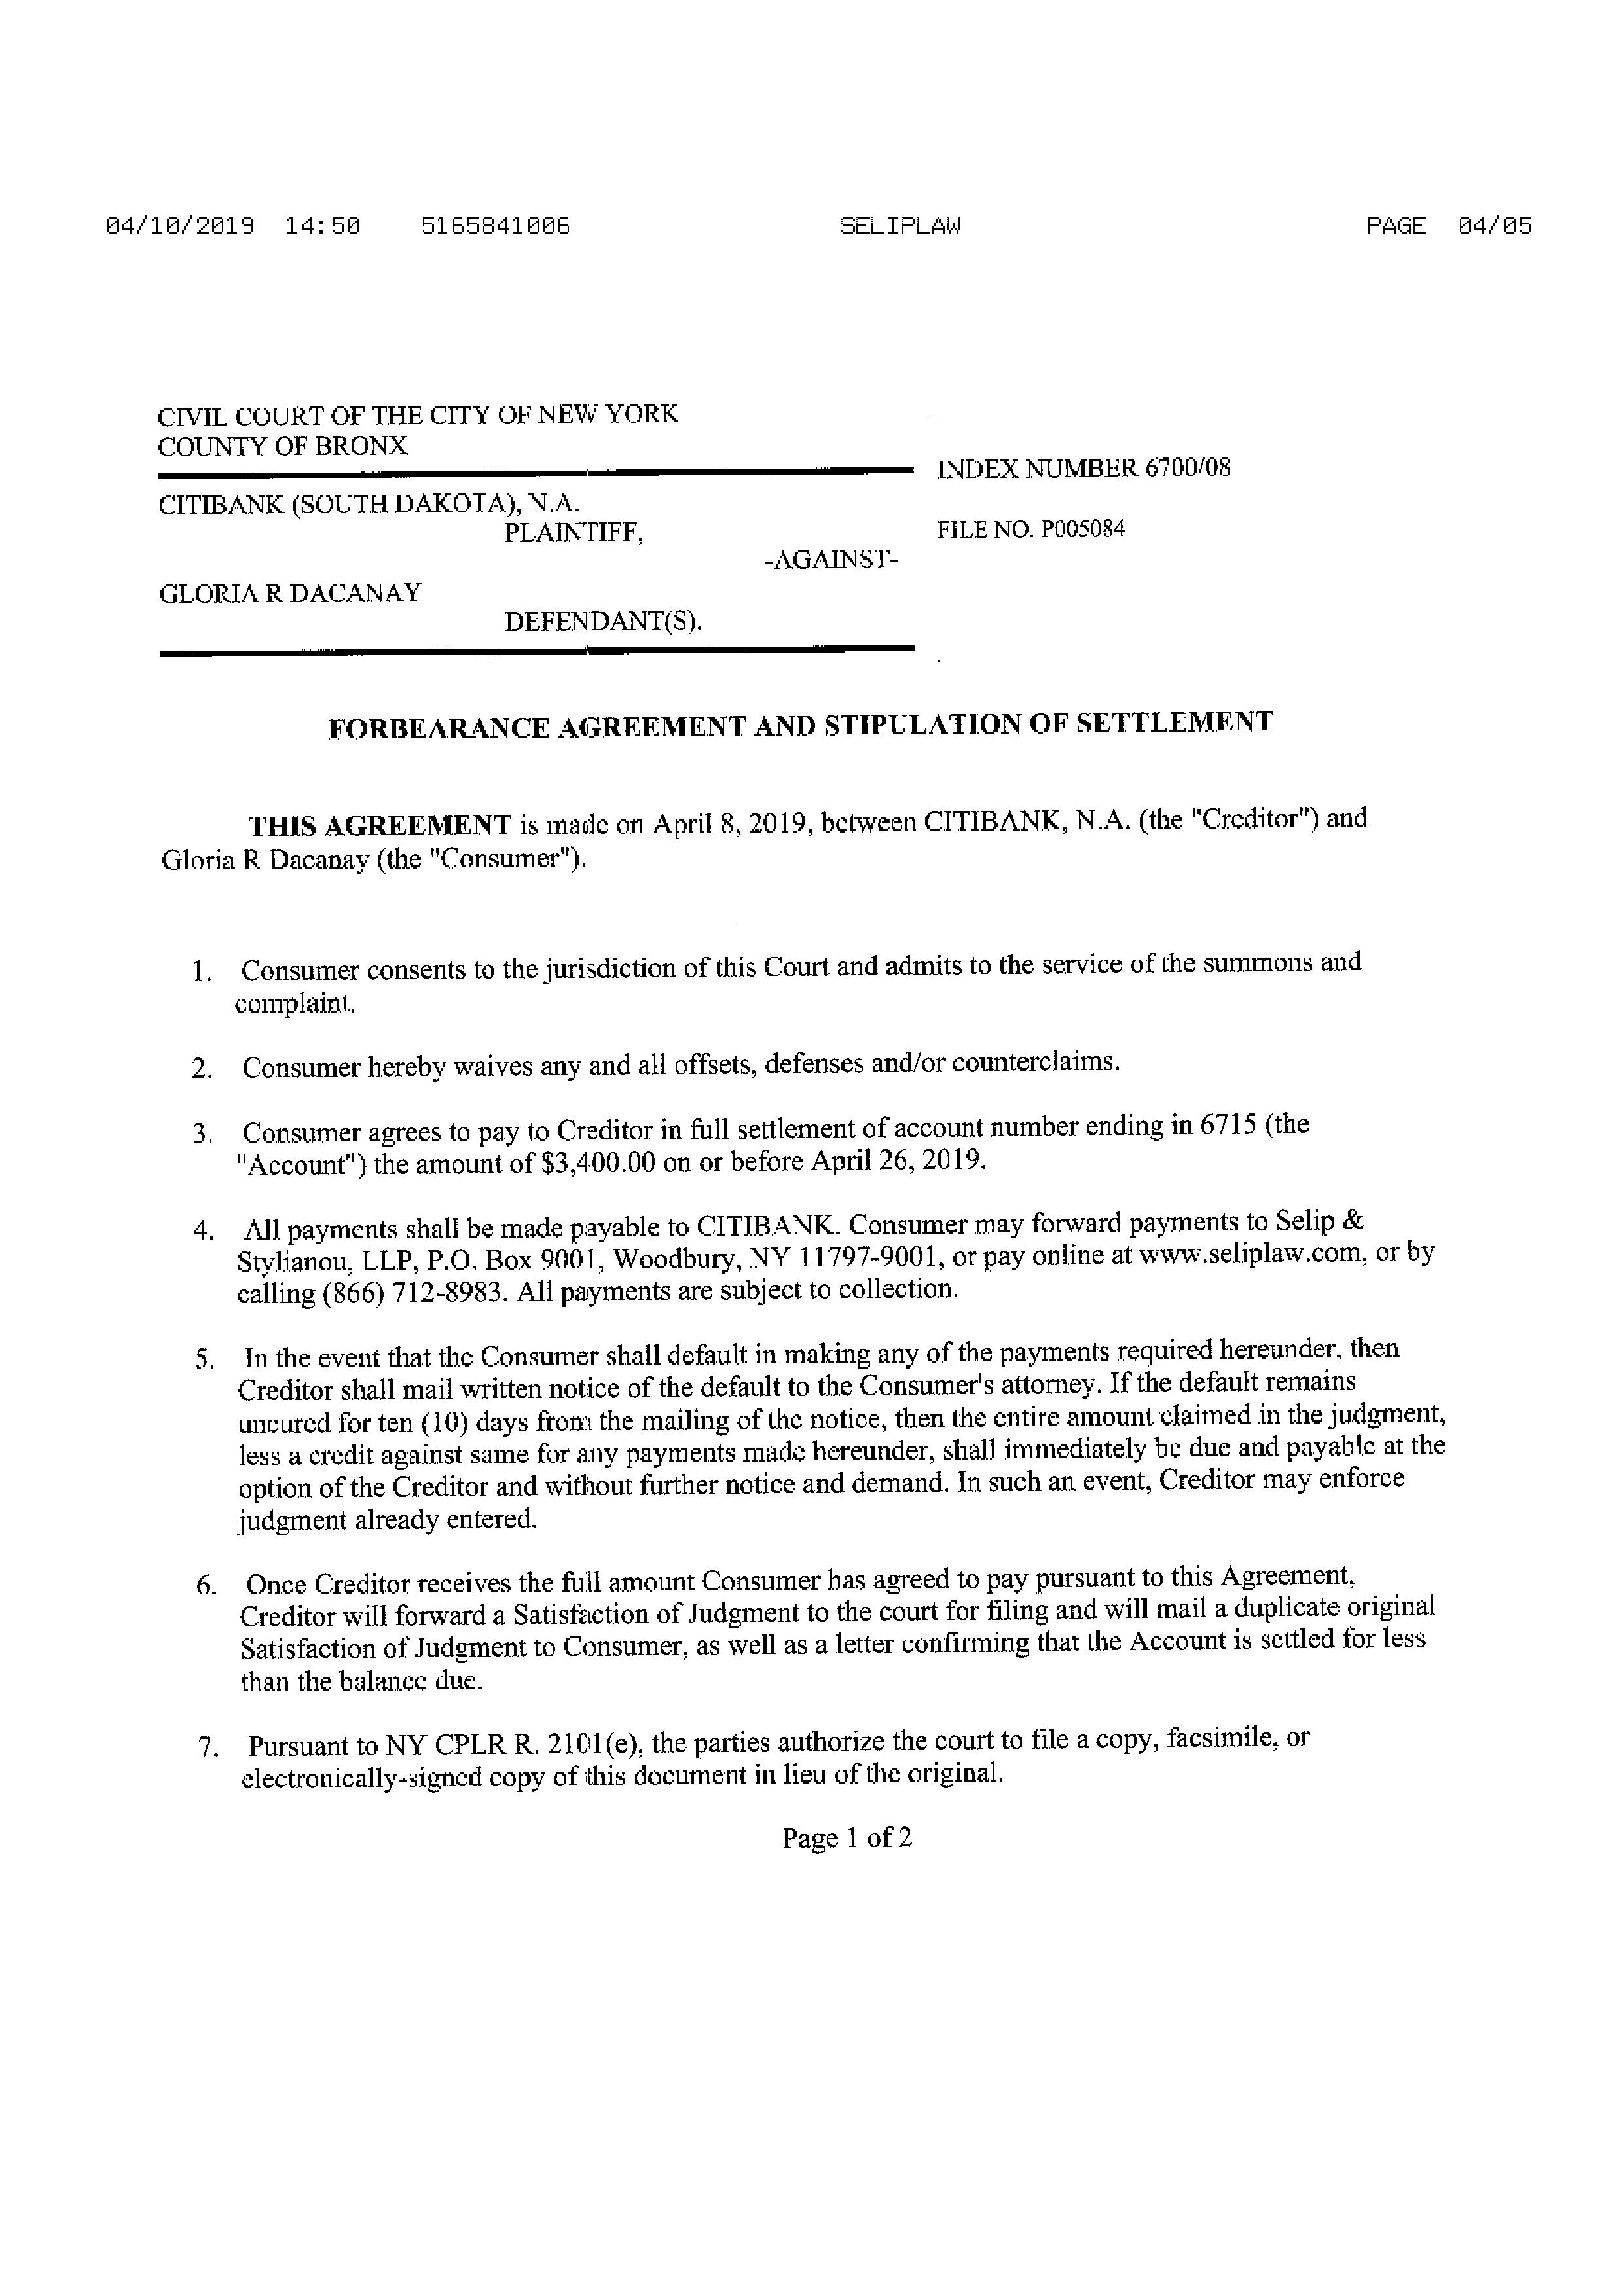 04/10/2019 14:50 5165841006 SELIPLAW PAGE 04/05
CIVIL COURT OF THE CITY OF NEW YORK
COUNTY OF BRONX
INDEX NUMBER 6700/08
CITIBANK (SOUTH DAKOTA), N.A.
PLAINTIFF,
FILE NO. P005084
-AGAINST-
GLORIA R DACANAY
DEFENDANT(S).
FORBEARANCE AGREEMENT AND STIPULATION OF SETTLEMENT
THIS AGREEMENT is made on April 8, 2019, between CITIBANK, N.A. (the "Creditor") and
Gloria R Dacanay (the "Consumer").
1. Consumer consents to the jurisdiction of this Court and admits to the service of the summons and
complaint.
2. Consumer hereby waives any and all offsets, defenses and/or counterclaims.
3. Consumer agrees to pay to Creditor in full settlement of account number ending in 6715 (the
"Account") the amount of $3,400.00 on or before April 26, 2019.
4. All payments shall be made payable to CITIBANK. Consumer may forward payments to Selip &
Stylianou, LLP, P.O. Box 9001, Woodbury, NY 11797-9001, or pay online at www.seliplaw.com, or by
calling (866) 712-8983. All payments are subject to collection.
5. In the event that the Consumer shall default in making any of the payments required hereunder, then
Creditor shall mail written notice of the default to the Consumer's attorney. If the default remains
uncured for ten (10) days from the mailing of the notice, then the entire amount claimed in the judgment,
less a credit against same for any payments made hereunder, shall immediately be due and payable at the
option of the Creditor and without further notice and demand. In such an event, Creditor may enforce
judgment already entered.
6. Once Creditor receives the full amount Consumer has agreed to pay pursuant to this Agreement,
Creditor will forward a Satisfaction of Judgment to the court for filing and will mail a duplicate original
Satisfaction of Judgment to Consumer, as well as a letter confirming that the Account is settled for less
than the balance due.
7. Pursuant to NY CPLR R. 2101(e), the parties authorize the court to file a copy, facsimile, or
electronically-signed copy of this document in lieu of the original.
Page 1 of 2